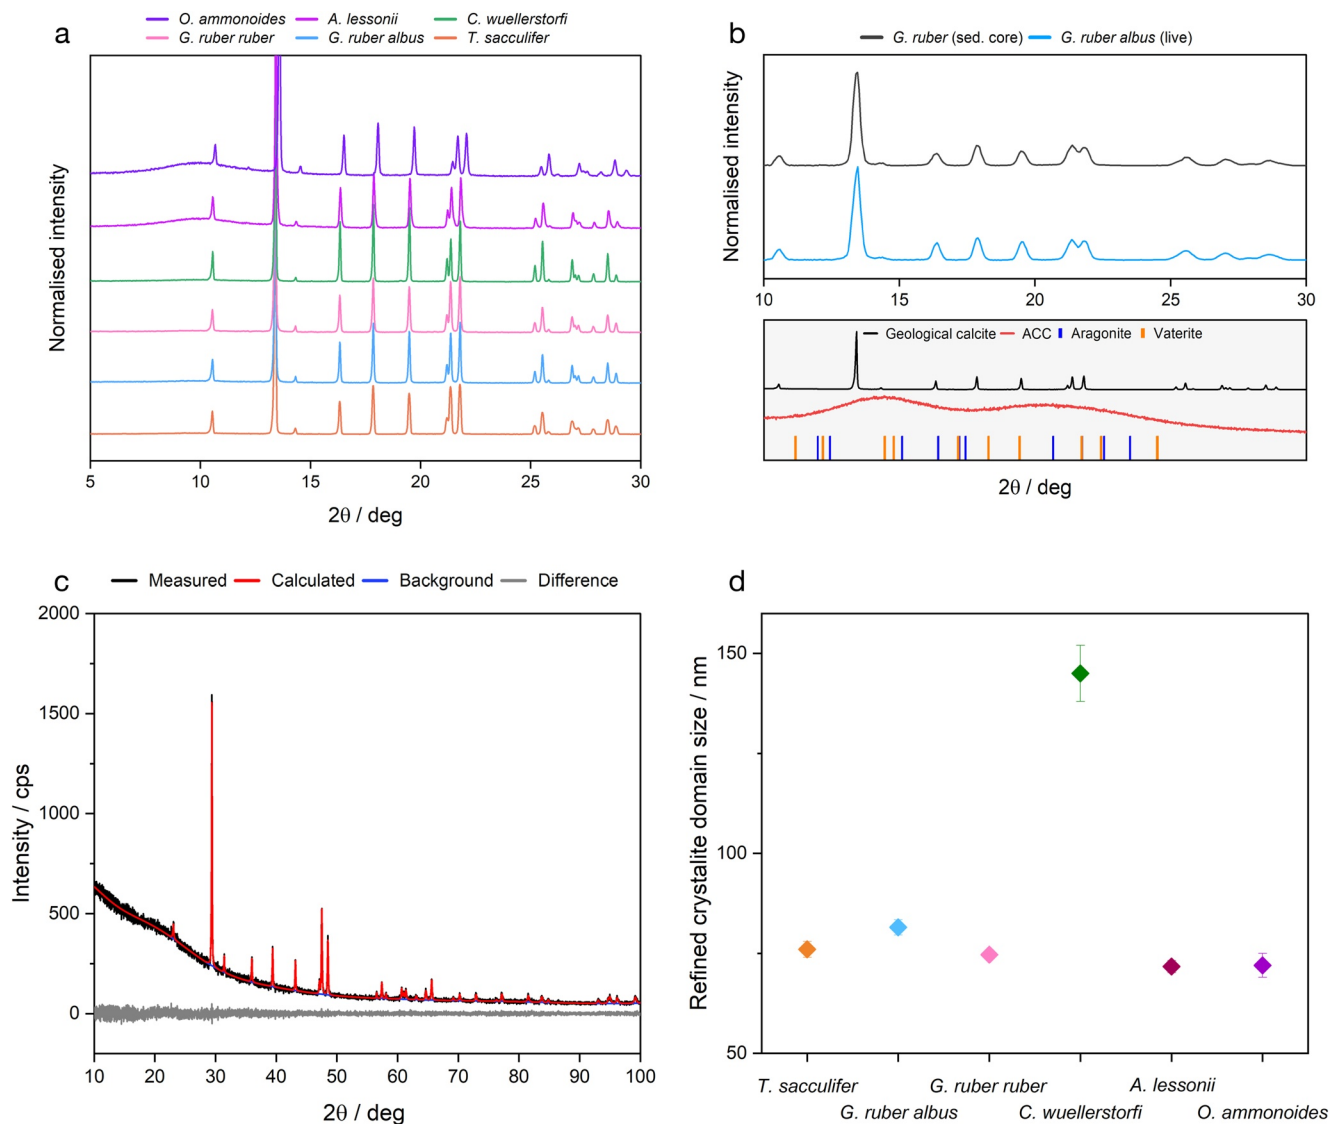 a
O. ammonoides A. lessonii C. wuellerstorfi
G. ruber ruber G. ruber albus T. sacculifer
Normalised intensity
5 10 15 20 25 30
2θ / deg
b
G. ruber (sed. core) G. ruber albus (live)
Normalised intensity
10 15 20 25 30
Geological calcite ACC Aragonite Vaterite
2θ / deg
c
Measured Calculated Background Difference
Intensity / cps
2000
1500
1000
500
0
10 20 30 40 50 60 70 80 90 100
2θ / deg
d
Refined crystalite domain size / nm
150
100
50
T. sacculifer G. ruber ruber A. lessonii
G. ruber albus C. wuellerstorfi O. ammonoides